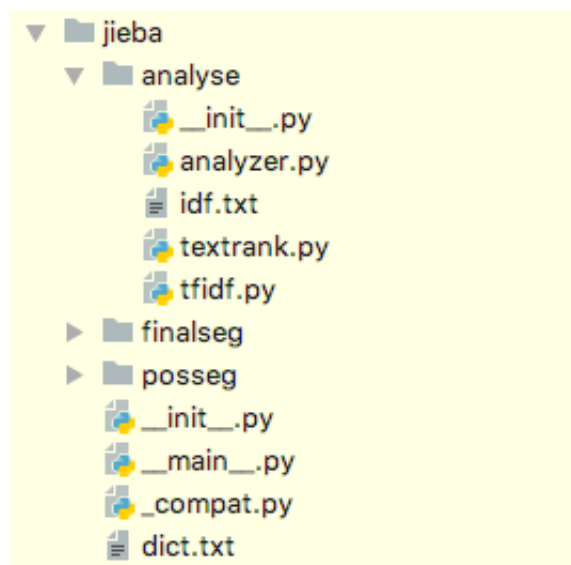 jieba
analyse
__init__.py
analyzer.py
idf.txt
textrank.py
tfidf.py
finalseg
posseg
__init__.py
__main__.py
_compat.py
dict.txt